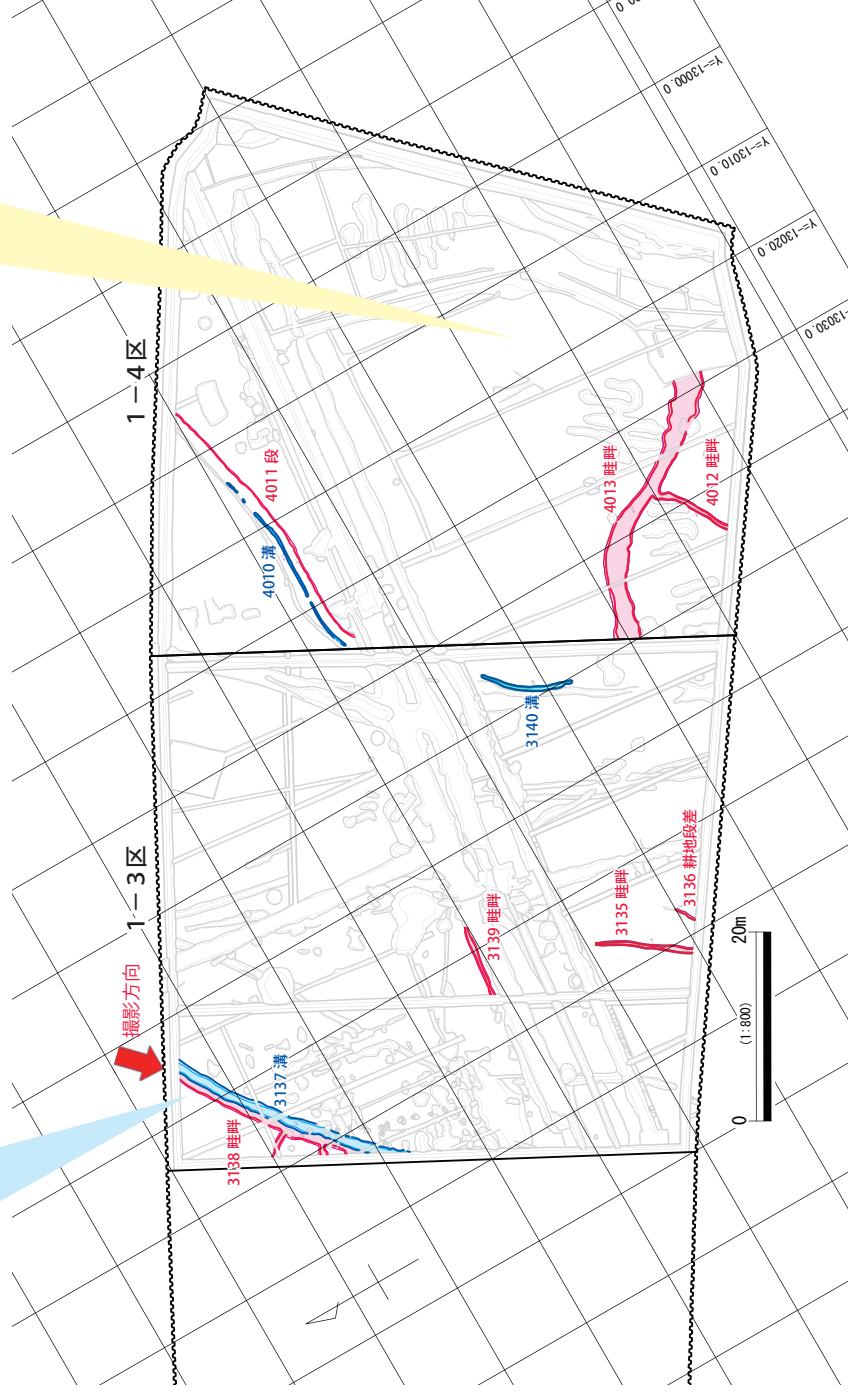 Y=-13000.0
Y=-13010.0
Y=-13020.0
-13030.0
1－4区
4011 段
4010 溝
4013 畦畔
4012 畦畔
3140 溝
1－3区
3136 耕地段差
3135 畦畔
3139 畦畔
撮影方向
3137 溝
3138 畦畔
0
20m
(1:800)